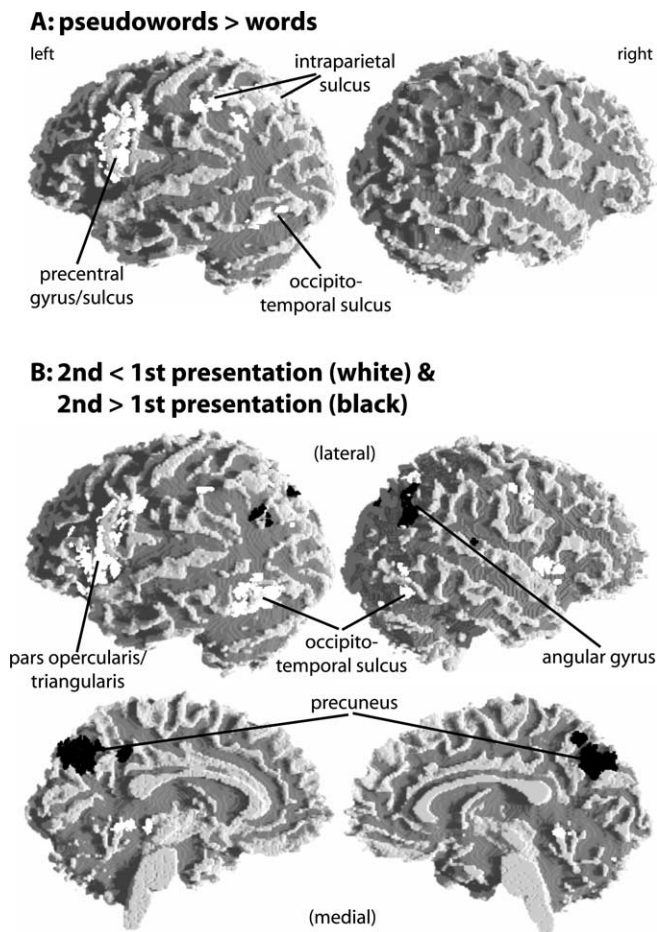 A: pseudowords > words
left
intraparietal
sulcus
right
precentral
gyrus/sulcus
occipito-
temporal sulcus
B: 2nd < 1st presentation (white) &
2nd > 1st presentation (black)
(lateral)
pars opercularis/
triangularis
occipito-
temporal sulcus
angular gyrus
precuneus
(medial)